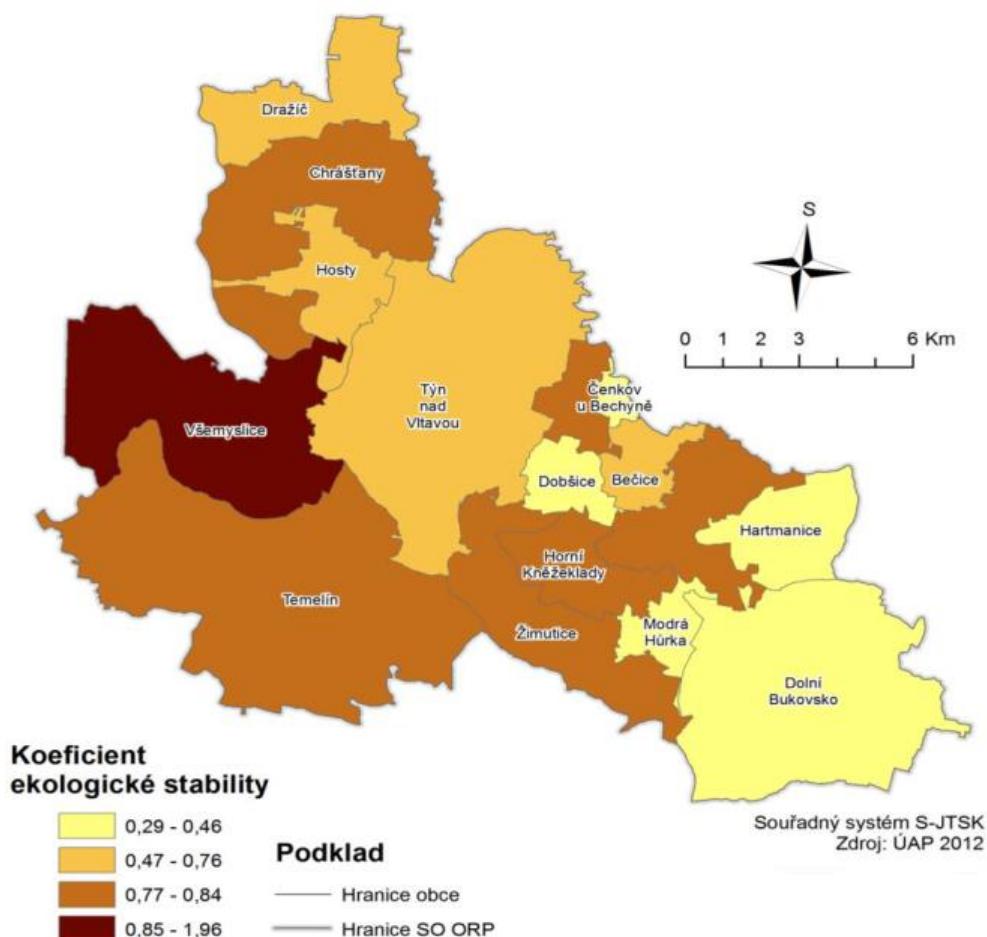 Dražíč
Chrášťany
Hosty
S
0 1 2 3 6 Km
Týn
nad
Vltavou
Čenkov
u Bechyně
Všemyslice
Dobšice
Bečice
Hartmanice
Horní
Kněžeklady
Temelín
Žimutice
Modrá
Hůrka
Dolní
Bukovsko
Koeficient
ekologické stability
0,29 - 0,46
0,47 - 0,76
0,77 - 0,84
0,85 - 1,96
Podklad
Hranice obce
Hranice SO ORP
Souřadný systém S-JTSK
Zdroj: ÚAP 2012